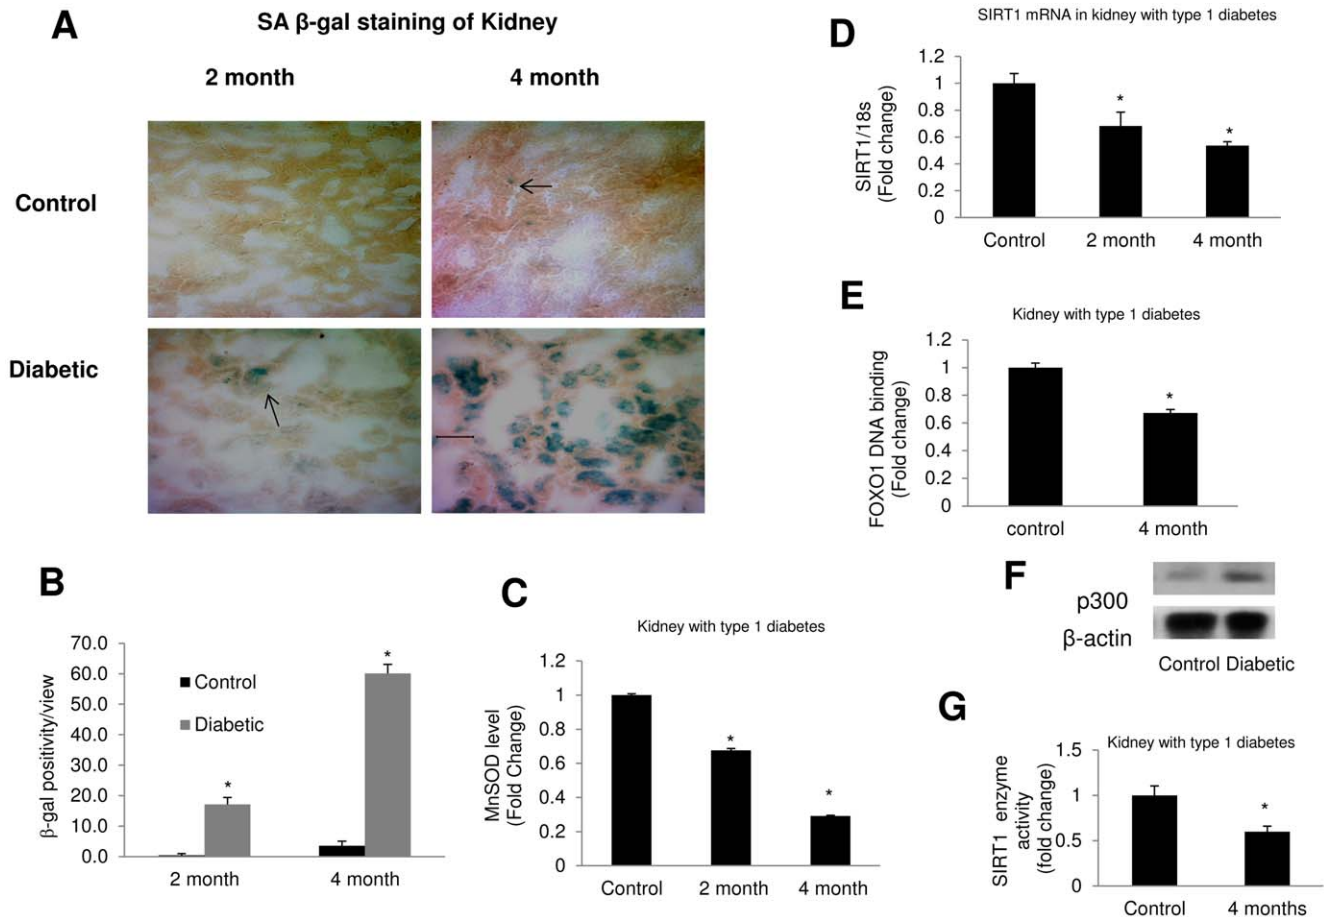 A
SA β-gal staining of Kidney
2 month
4 month
Control
Diabetic
B
70.0
60.0
50.0
40.0
30.0
20.0
10.0
0.0
β-gal positivity/view
Control
Diabetic
*
*
2 month
4 month
C
Kidney with type 1 diabetes
1.2
1
0.8
0.6
0.4
0.2
0
MnSOD level
(Fold Change)
*
*
Control
2 month
4 month
D
SIRT1 mRNA in kidney with type 1 diabetes
1.2
1
0.8
0.6
0.4
0.2
0
SIRT1/18s
(Fold change)
*
*
Control
2 month
4 month
E
Kidney with type 1 diabetes
1.2
1
0.8
0.6
0.4
0.2
0
FOXO1 DNA binding
(Fold change)
*
control
4 month
F
p300
β-actin
Control Diabetic
G
Kidney with type 1 diabetes
1.5
1
0.5
0
SIRT1 enzyme
activity
(fold change)
*
Control
4 months